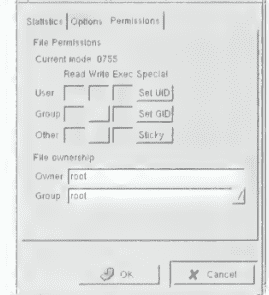 Statistics Options Permissions
File Permissions
Current mode 0755
Read Write Exec Special
User Set UID
Group Set GID
Other Sticky
File ownership
Owner root
Group root
OK Cancel